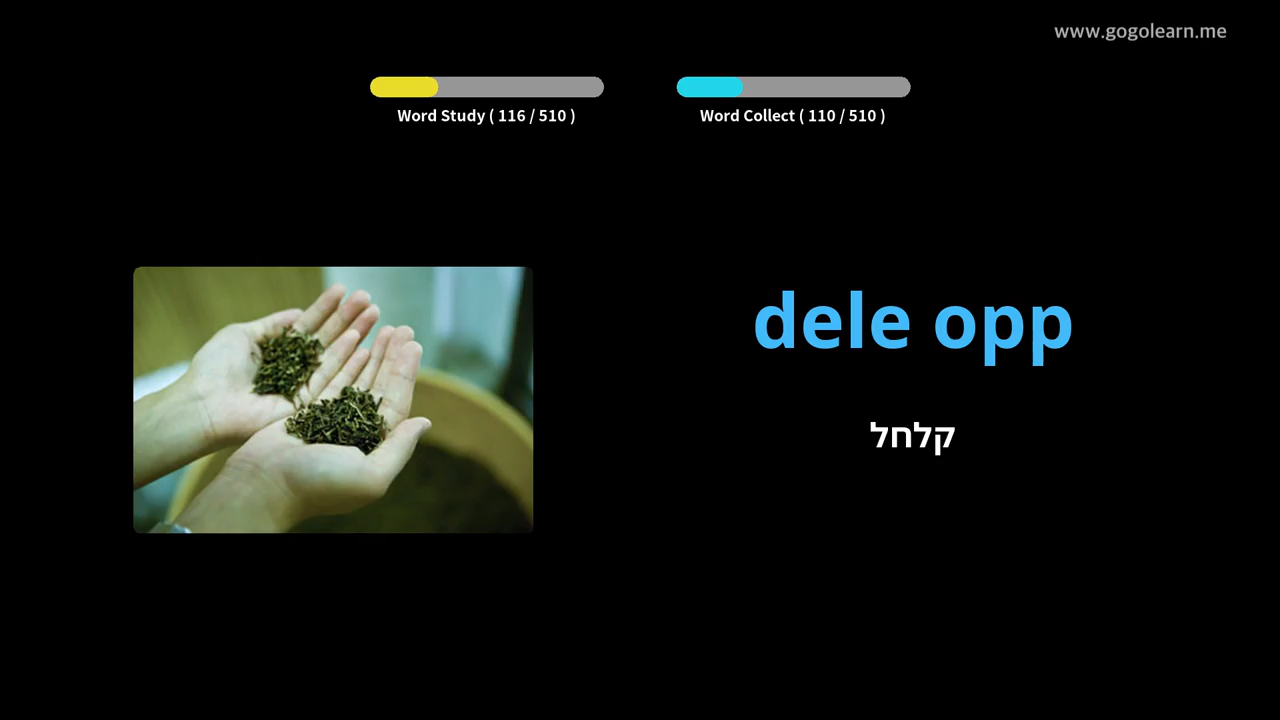 www.gogolearn.me
Word Study ( 116 / 510 )
Word Collect ( 110 / 510 )
dele opp
קלחל